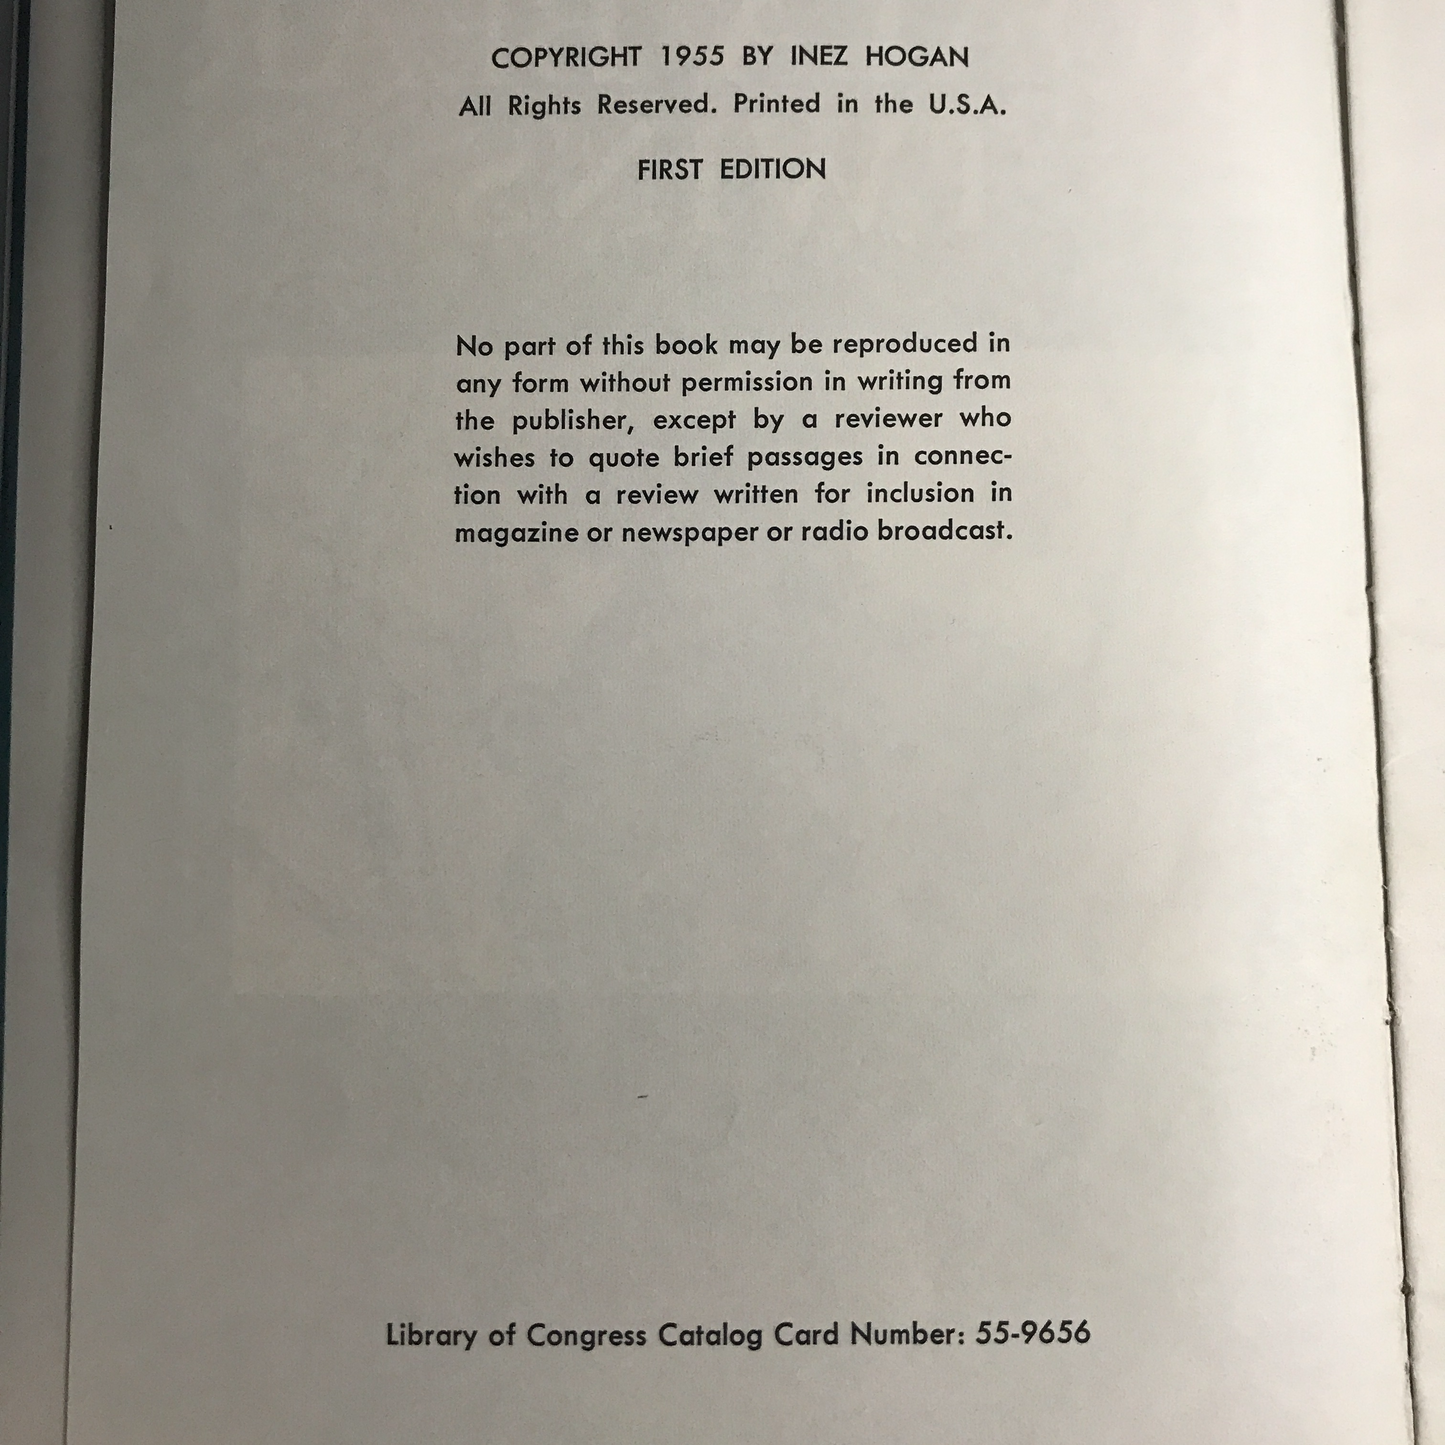 COPYRIGHT 1955 BY INEZ HOGAN
All Rights Reserved. Printed in the U.S.A.
FIRST EDITION
No part of this book may be reproduced in
any form without permission in writing from
the publisher, except by a reviewer who
wishes to quote brief passages in connec-
tion with a review written for inclusion in
magazine or newspaper or radio broadcast.
Library of Congress Catalog Card Number: 55-9656